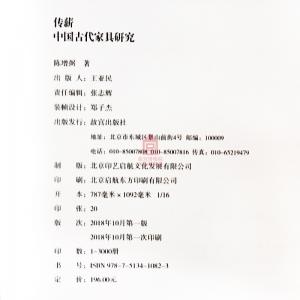 传薪
中国古代家具研究
陈增弼 著
出 版 人：王亚民
责任编辑：张志辉
装帧设计：郑子杰
出版发行：故宫出版社
地址：北京市东城区景山前街4号 邮编：100009
电话：010-85007808 010-85007816 传真：010-65129479
制 版：北京印艺启航文化发展有限公司
印 刷：北京启航东方印刷有限公司
开 本：787毫米×1092毫米 1/16
印 张：20
版 次：2018年10月第一版
2018年10月第一次印刷
印 数：1~3000册
书 号：ISBN 978-7-5134-1082-3
定 价：196.00元